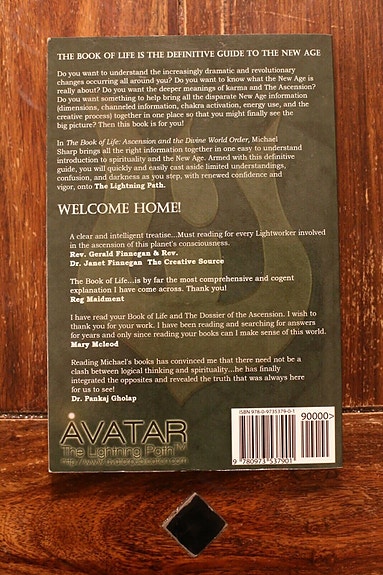 THE BOOK OF LIFE IS THE DEFINITIVE GUIDE TO THE NEW AGE
Do you want to understand the increasingly dramatic and revolutionary
changes occurring all around you? Do you want to know what the New Age is
really about? Do you want the deeper meanings of karma and The Ascension?
Do you want something to help bring all the disparate New Age information
(dimensions, channeled information, chakra activation, energy use, and the
creative process) together in one place so that you might finally see the
big picture? Then this book is for you!
In The Book of Life: Ascension and the Divine World Order, Michael
Sharp brings all the right information together in one easy to understand
introduction to spirituality and the New Age. Armed with this definitive
guide, you will quickly and easily cast aside limited understandings,
confusion, and darkness as you step, with renewed confidence and
vigor, onto The Lightning Path.
WELCOME HOME!
A clear and intelligent treatise...Must reading for every Lightworker involved
in the ascension of this planet's consciousness.
Rev. Gerald Finnegan & Rev.
Dr. Janet Finnegan The Creative Source
The Book of Life...is by far the most comprehensive and cogent
explanation I have come across. Thank you!
Reg Maidment
I have read your Book of Life and The Dossier of the Ascension. I wish to
thank you for your work. I have been reading and searching for answers
for years and only since reading your books can I make sense of this world.
Mary Mcleod
Reading Michael's books has convinced me that there need not be a
clash between logical thinking and spirituality...he has finally
integrated the opposites and revealed the truth that was always here
for us to see!
Dr. Pankaj Gholap
ISBN 978-0-9735379-0-1
90000>
9 780973 537901
AVATAR
The Lightning Path™